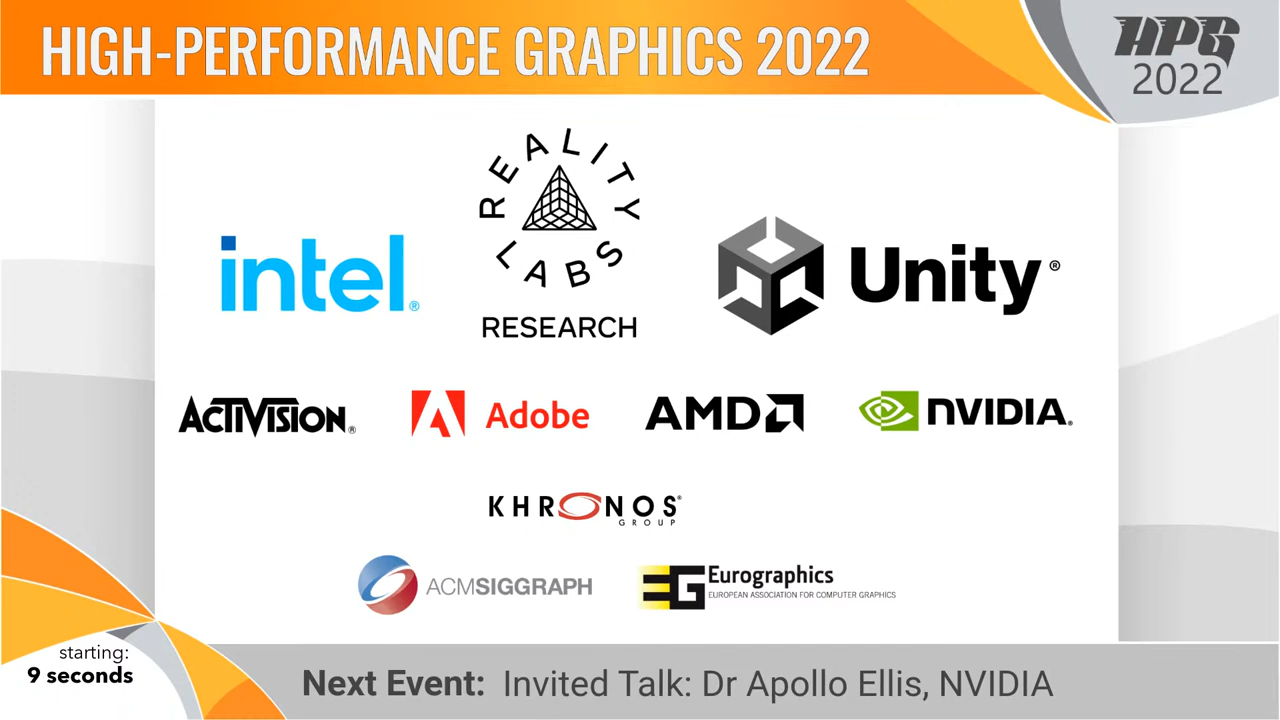 HIGH-PERFORMANCE GRAPHICS 2022
HPG
2022
REALITY
LABS
RESEARCH
intel®
Unity®
ACTIVISION®
Adobe
AMD
NVIDIA®
KHRONOS®
GROUP
ACMSIGGRAPH
EG Eurographics
EUROPEAN ASSOCIATION FOR COMPUTER GRAPHICS
starting:
9 seconds
Next Event: Invited Talk: Dr Apollo Ellis, NVIDIA